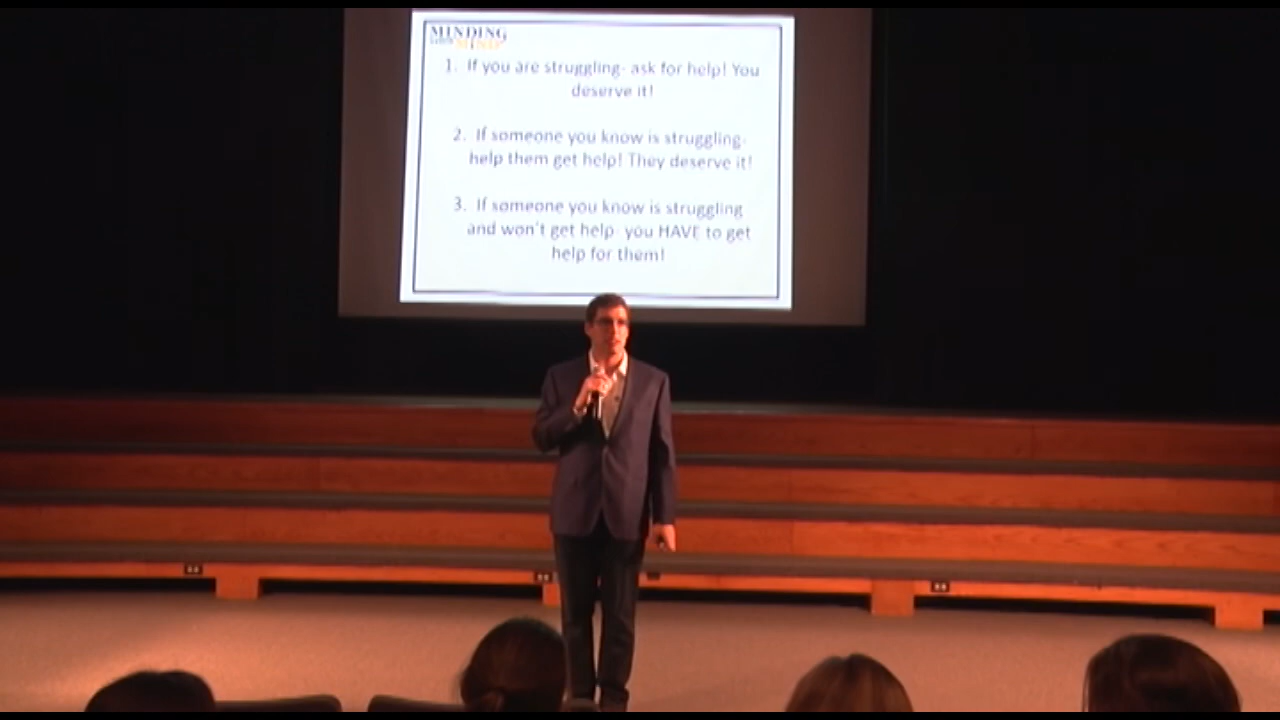 MINDING
YOUR MIND
1. If you are struggling- ask for help! You
deserve it!
2. If someone you know is struggling-
help them get help! They deserve it!
3. If someone you know is struggling
and won't get help- you HAVE to get
help for them!